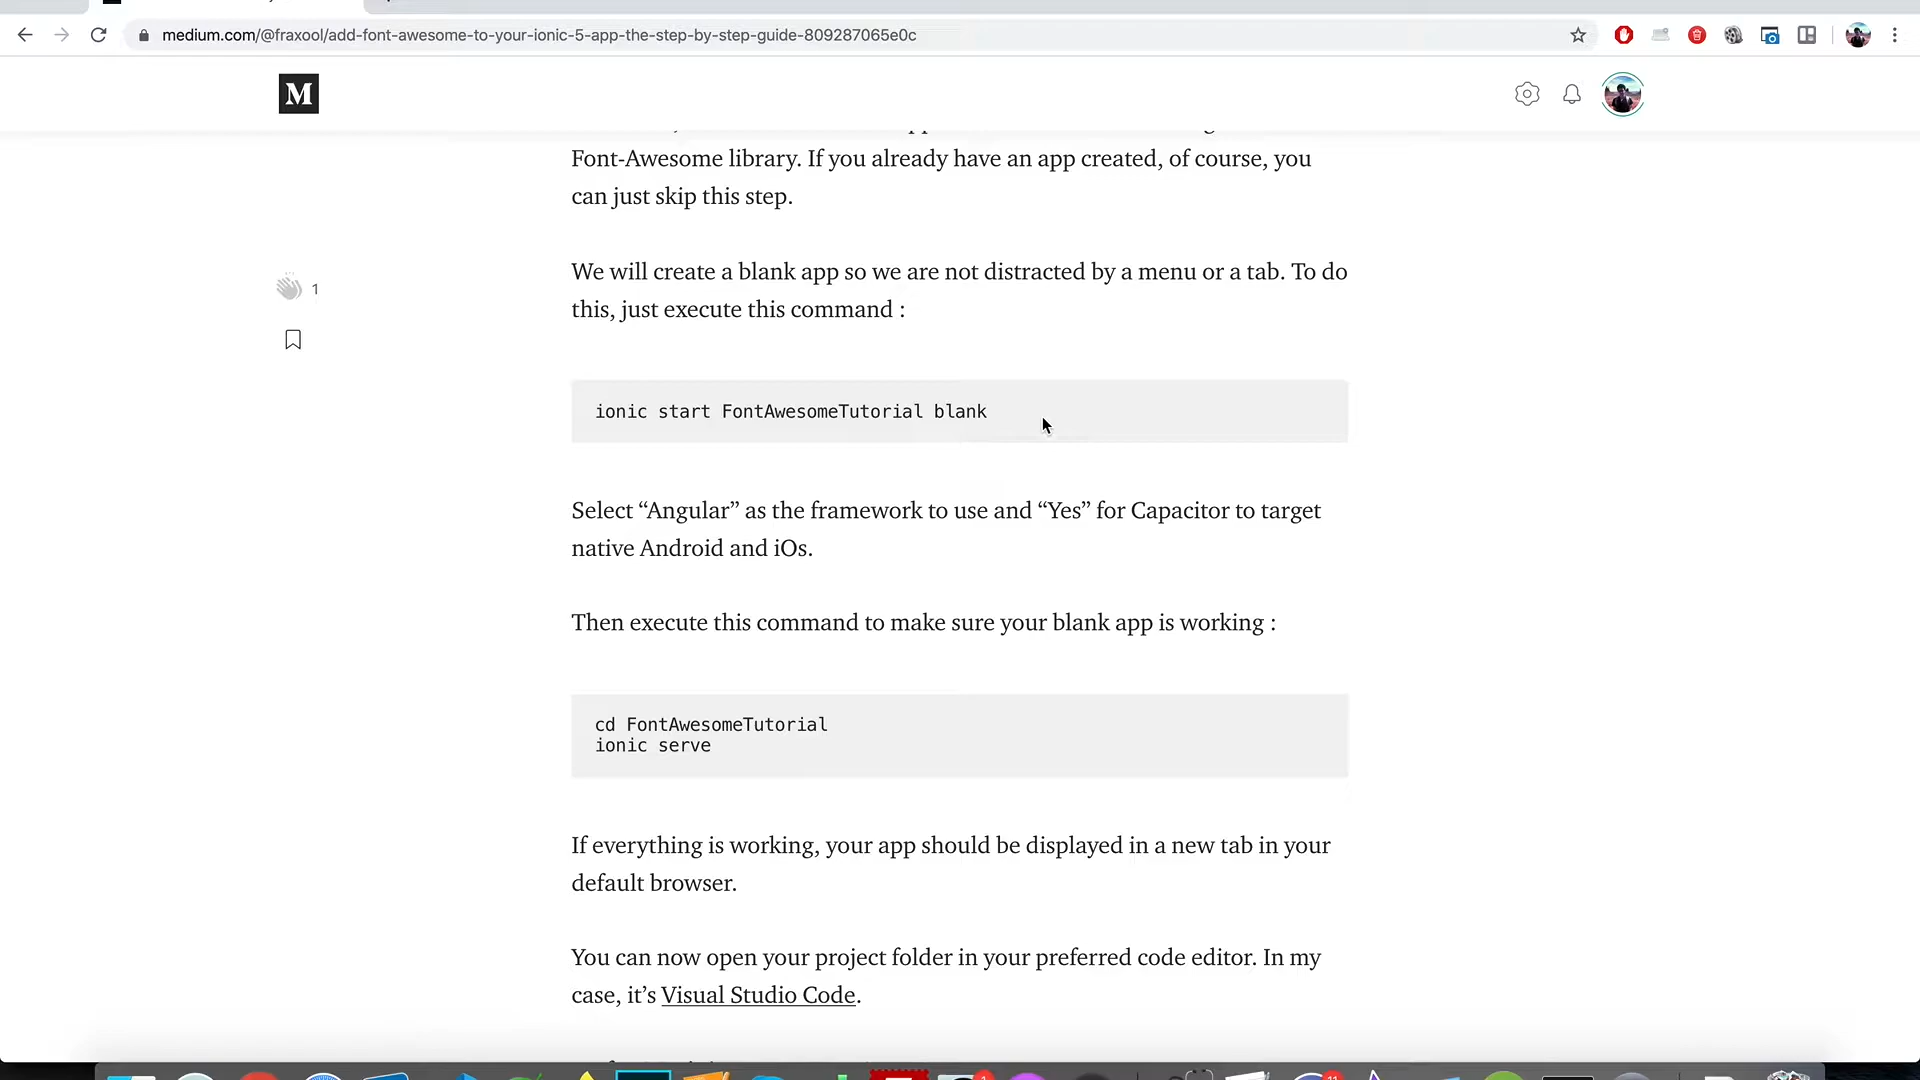 medium.com/@fraxool/add-font-awesome-to-your-ionic-5-app-the-step-by-step-guide-809287065e0c
M
Font-Awesome library. If you already have an app created, of course, you
can just skip this step.
We will create a blank app so we are not distracted by a menu or a tab. To do
this, just execute this command :
1
ionic start FontAwesomeTutorial blank
Select “Angular” as the framework to use and “Yes” for Capacitor to target
native Android and iOs.
Then execute this command to make sure your blank app is working :
cd FontAwesomeTutorial
ionic serve
If everything is working, your app should be displayed in a new tab in your
default browser.
You can now open your project folder in your preferred code editor. In my
case, it’s Visual Studio Code.